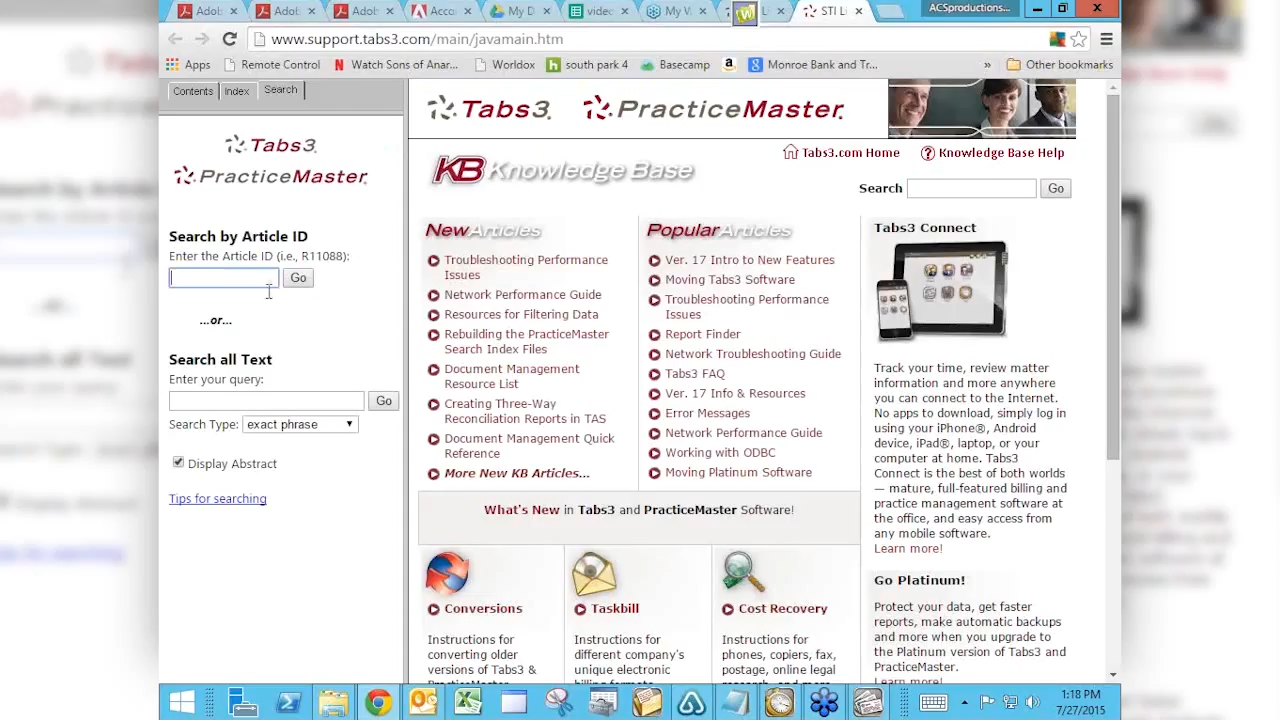 Adob
Adob
Adob
Acco
My D
video
My V
L
STI Li
ACSproductions...
www.support.tabs3.com/main/javamain.htm
Apps
Remote Control
Watch Sons of Anar...
Worldox
south park 4
Basecamp
Monroe Bank and Tr...
»
Other bookmarks
Contents
Index
Search
Tabs3
PracticeMaster
Search by Article ID
Enter the Article ID (i.e., R11088):
Go
...or...
Search all Text
Enter your query:
Go
Search Type:
exact phrase
Display Abstract
Tips for searching
Tabs3
PracticeMaster
KB Knowledge Base
Tabs3.com Home
Knowledge Base Help
Search
Go
New Articles
Troubleshooting Performance
Issues
Network Performance Guide
Resources for Filtering Data
Rebuilding the PracticeMaster
Search Index Files
Document Management
Resource List
Creating Three-Way
Reconciliation Reports in TAS
Document Management Quick
Reference
More New KB Articles...
Popular Articles
Ver. 17 Intro to New Features
Moving Tabs3 Software
Troubleshooting Performance
Issues
Report Finder
Network Troubleshooting Guide
Tabs3 FAQ
Ver. 17 Info & Resources
Error Messages
Network Performance Guide
Working with ODBC
Moving Platinum Software
What's New in Tabs3 and PracticeMaster Software!
Conversions
Instructions for
converting older
versions of Tabs3 &
PracticeMaster
Taskbill
Instructions for
different company's
unique electronic
billing formats
Cost Recovery
Instructions for
phones, copiers, fax,
postage, online legal
research, and more
Tabs3 Connect
Track your time, review matter
information and more anywhere
you can connect to the Internet.
No apps to download, simply log in
using your iPhone®, Android
device, iPad®, laptop, or your
computer at home. Tabs3
Connect is the best of both worlds
— mature, full-featured billing and
practice management software at
the office, and easy access from
any mobile software.
Learn more!
Go Platinum!
Protect your data, get faster
reports, make automatic backups
and more when you upgrade to
the Platinum version of Tabs3 and
PracticeMaster.
Learn more!
1:18 PM
7/27/2015